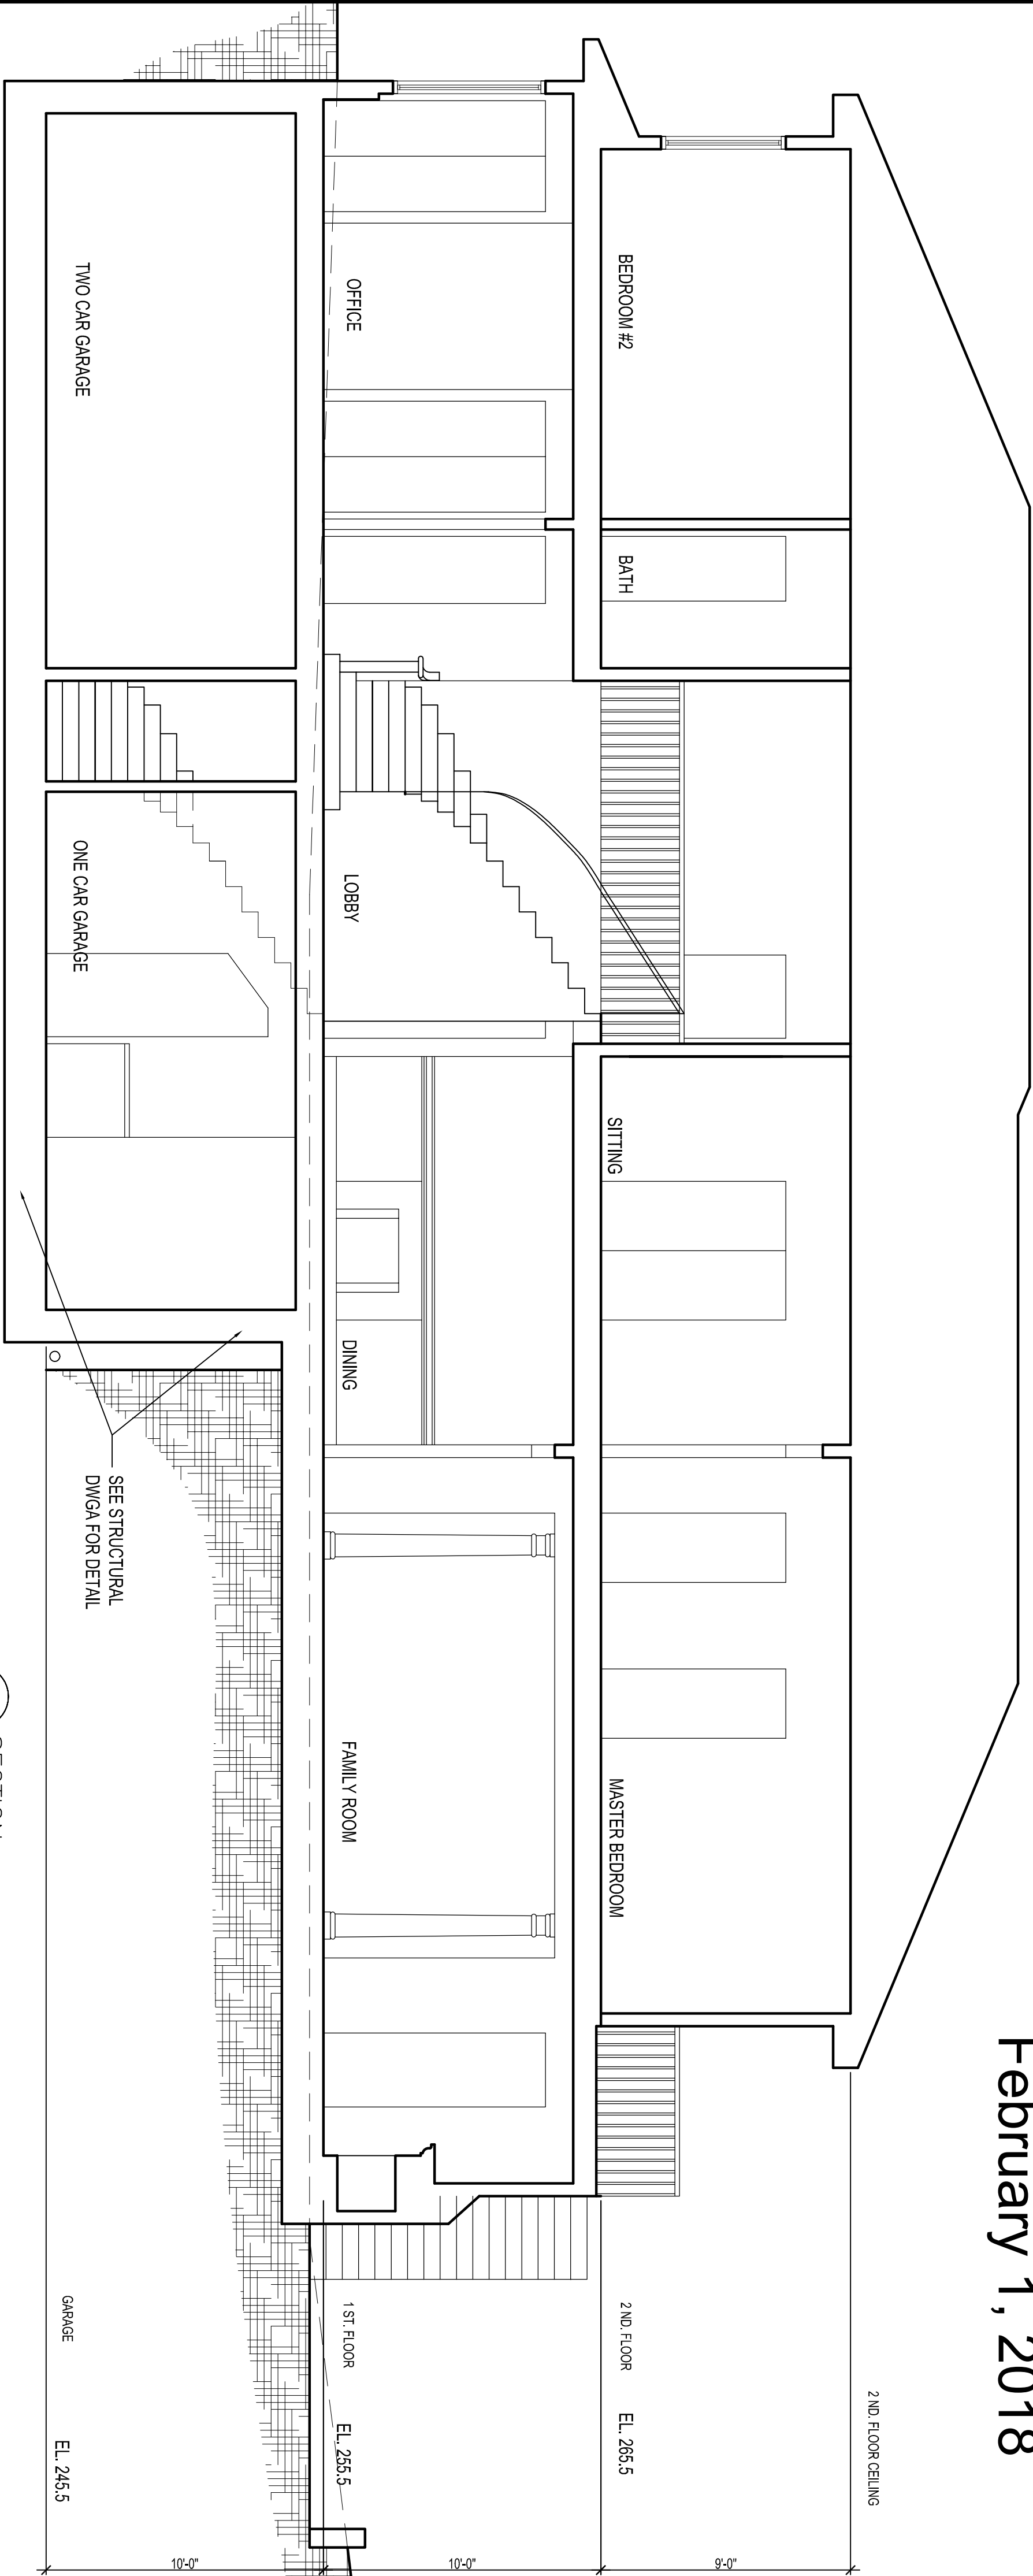 February 1, 2018
2 ND. FLOOR CEILING
BEDROOM #2
BATH
SITTING
MASTER BEDROOM
2 ND. FLOOR
EL. 265.5
9'-0"
OFFICE
LOBBY
DINING
FAMILY ROOM
1 ST. FLOOR
EL. 255.5
10'-0"
TWO CAR GARAGE
ONE CAR GARAGE
SEE STRUCTURAL
DWGA FOR DETAIL
GARAGE
EL. 245.5
10'-0"